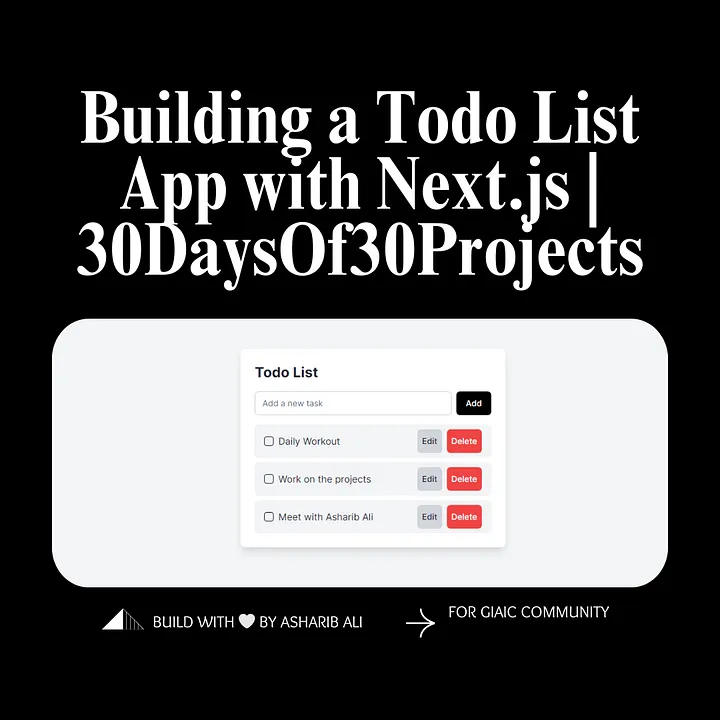 Building a Todo List
App with Next.js |
30DaysOf30Projects
Todo List
Add a new task Add
Daily Workout Edit Delete
Work on the projects Edit Delete
Meet with Asharib Ali Edit Delete
BUILD WITH 🤍 BY ASHARIB ALI
FOR GIAIC COMMUNITY